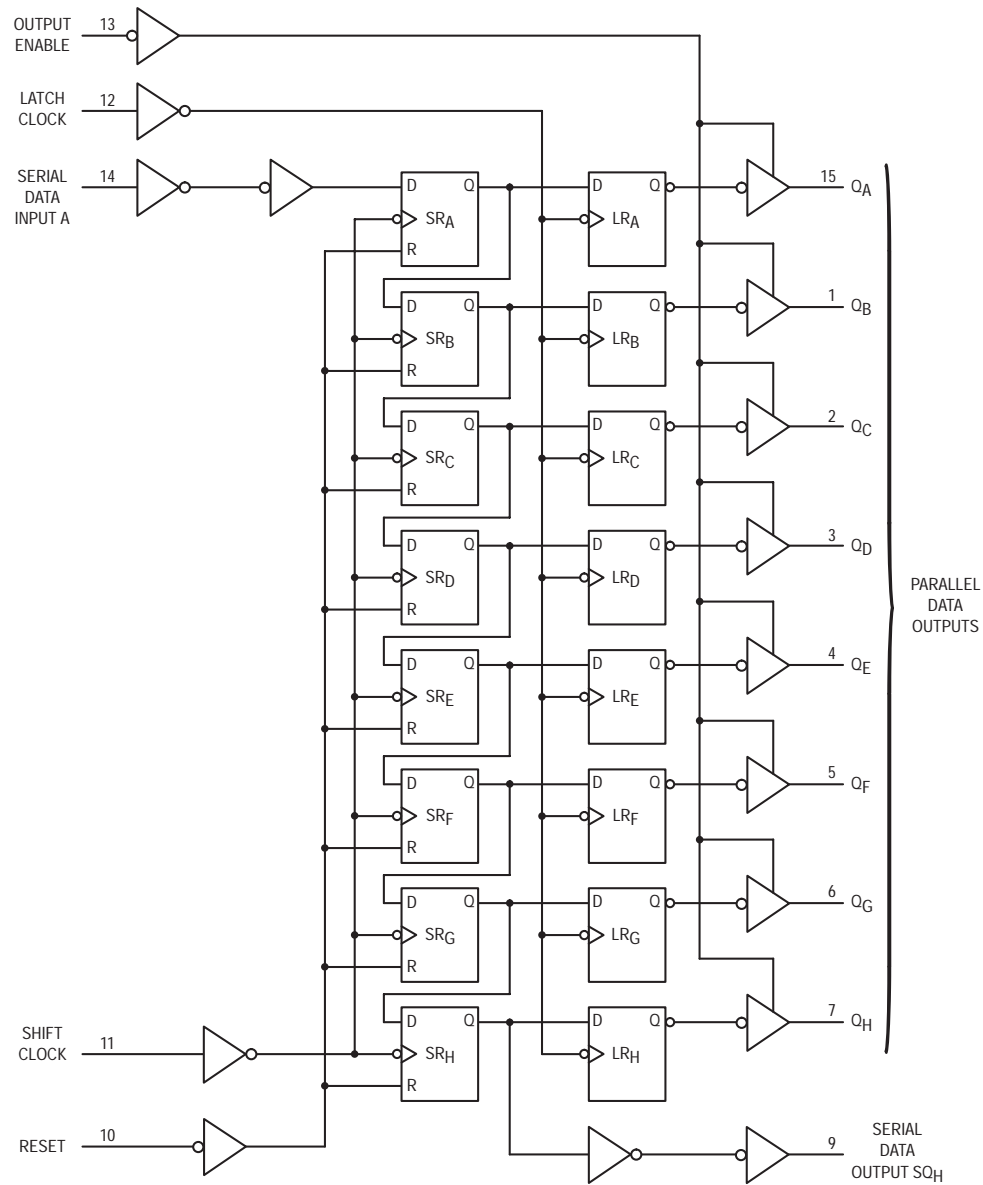 OUTPUT
ENABLE
13
LATCH
CLOCK
12
SERIAL
DATA
INPUT A
14
D
Q
SRA
R
D
Q
LRA
15
QA
D
Q
SRB
R
D
Q
LRB
1
QB
D
Q
SRC
R
D
Q
LRC
2
QC
D
Q
SRD
R
D
Q
LRD
3
QD
D
Q
SRE
R
D
Q
LRE
4
QE
D
Q
SRF
R
D
Q
LRF
5
QF
D
Q
SRG
R
D
Q
LRG
6
QG
D
Q
SRH
R
D
Q
LRH
7
QH
PARALLEL
DATA
OUTPUTS
SHIFT
CLOCK
11
RESET
10
9
SERIAL
DATA
OUTPUT SQH